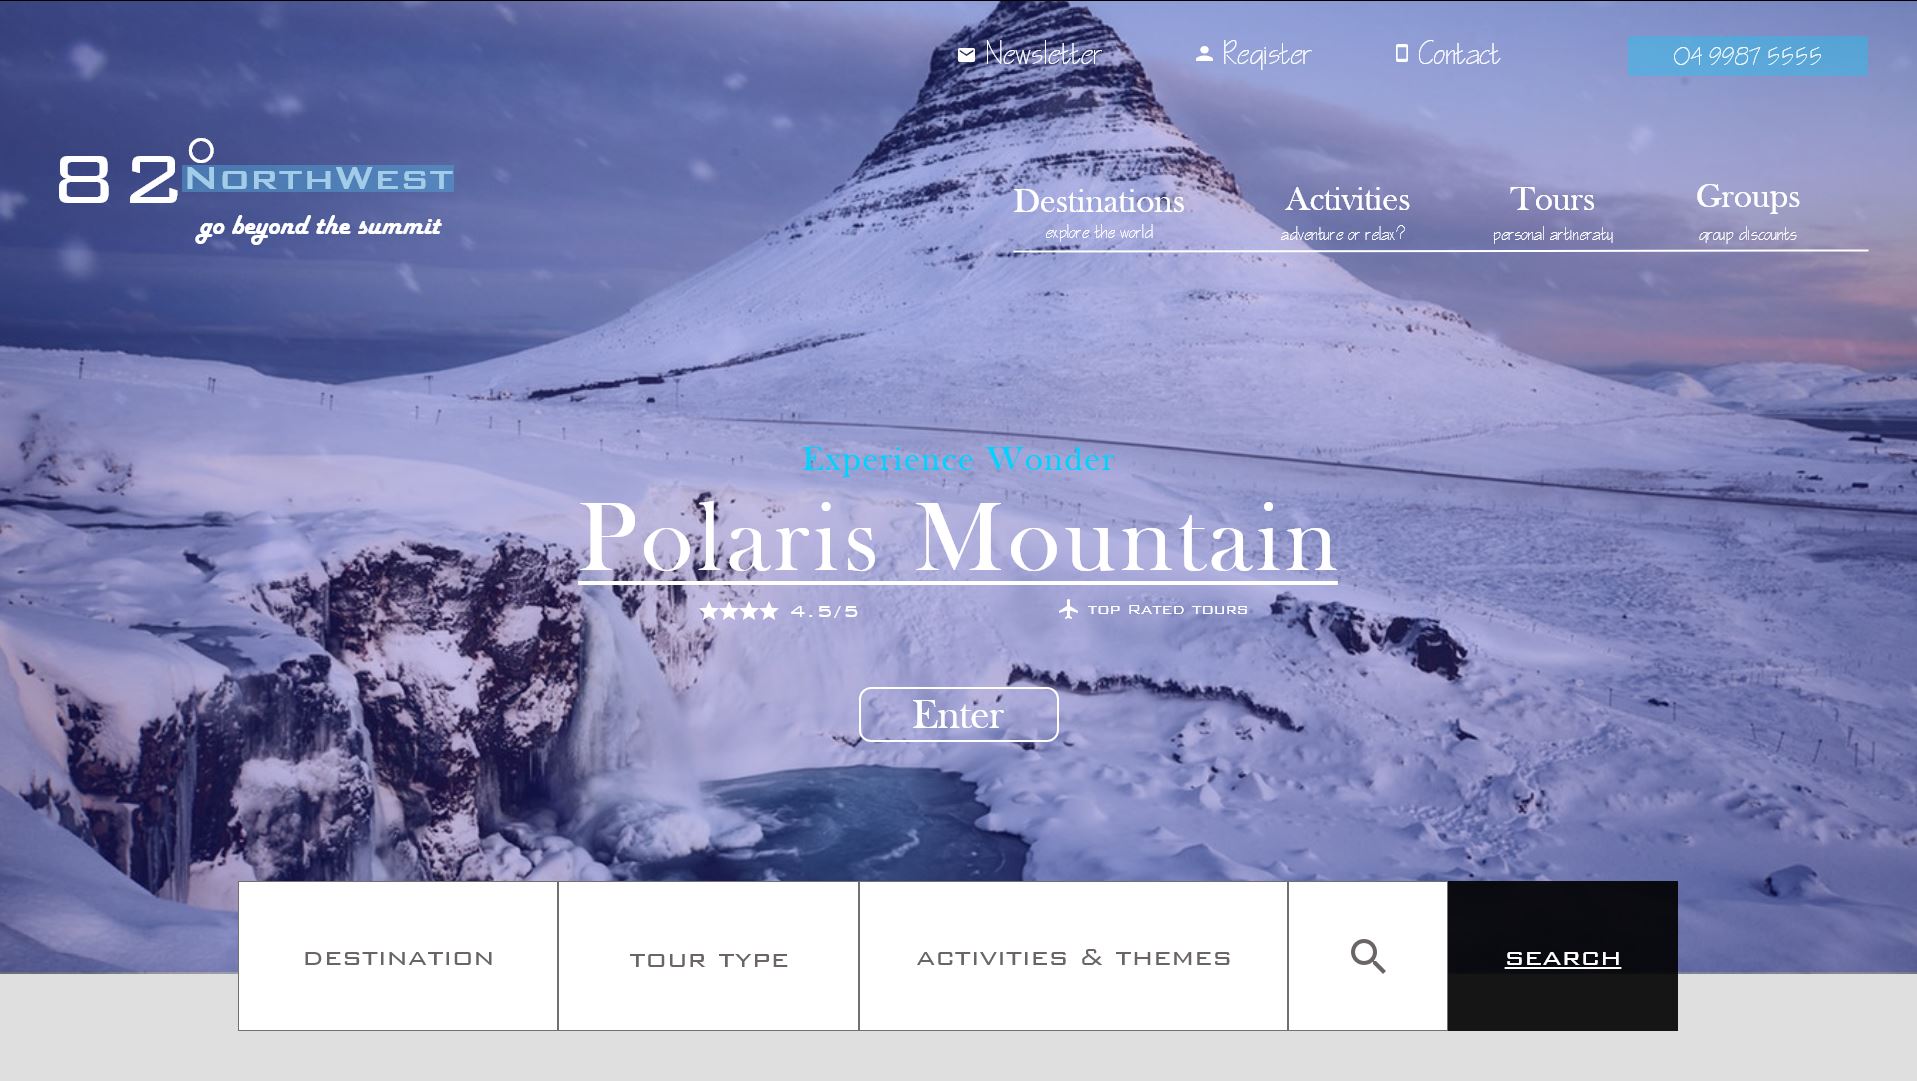 Newsletter
Register
Contact
04 9987 5555
82°NorthWest
go beyond the summit
Destinations
explore the world
Activities
adventure or relax?
Tours
personal artineraty
Groups
group discounts
Experience Wonder
Polaris Mountain
4.5/5
TOP RATED TOURS
Enter
DESTINATION
TOUR TYPE
ACTIVITIES & THEMES
SEARCH